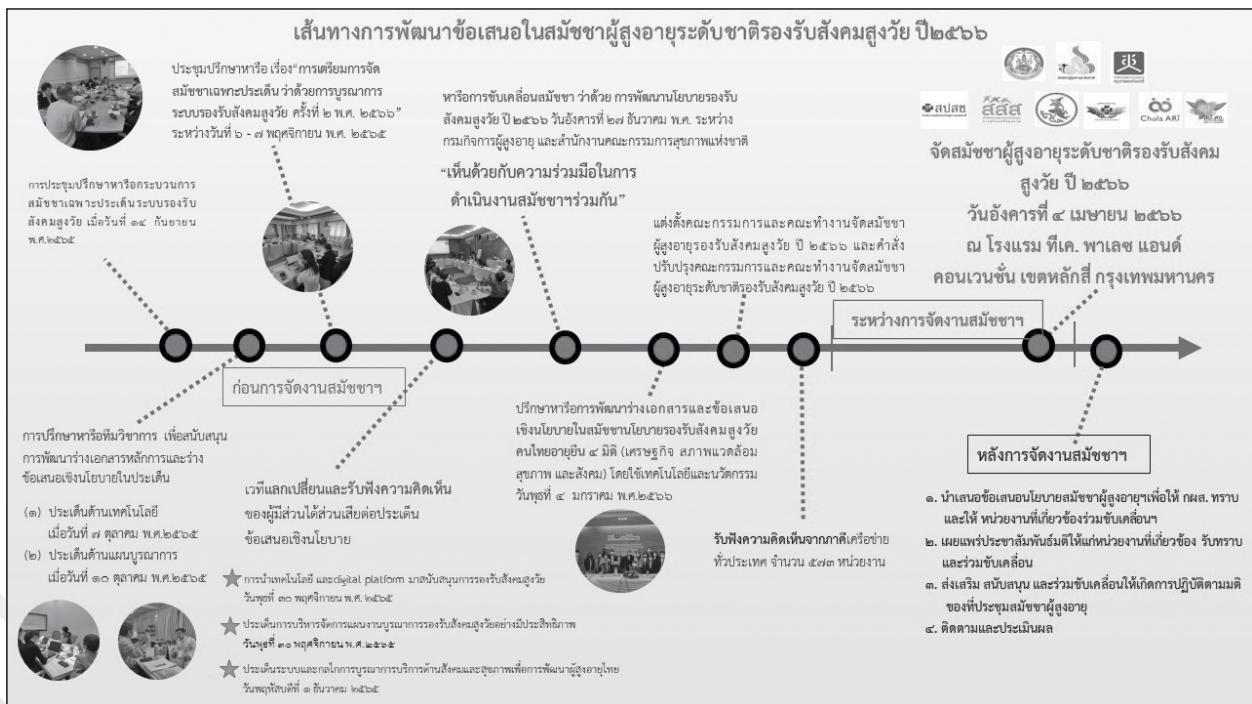 เส้นทางการพัฒนาข้อเสนอในสมัชชาผู้สูงอายุระดับชาติรองรับสังคมสูงวัย ปี๒๕๖๖
ประชุมปรึกษาหารือ เรื่อง“การเตรียมการจัด
สมัชชาเฉพาะประเด็น ว่าด้วยการบูรณาการ
ระบบรองรับสังคมสูงวัย ครั้งที่ ๒ พ.ศ. ๒๕๖๖”
ระหว่างวันที่ ๖ - ๗ พฤศจิกายน พ.ศ. ๒๕๖๕
หารือการขับเคลื่อนสมัชชา ว่าด้วย การพัฒนานโยบายรองรับ
สังคมสูงวัย ปี ๒๕๖๖ วันอังคารที่ ๒๗ ธันวาคม พ.ศ. ระหว่าง
กรมกิจการผู้สูงอายุ และสำนักงานคณะกรรมการสุขภาพแห่งชาติ
“เห็นด้วยกับความร่วมมือในการ
ดำเนินงานสมัชชาฯร่วมกัน”
การประชุมปรึกษาหารือกระบวนการ
สมัชชาเฉพาะประเด็นระบบรองรับ
สังคมสูงวัย เมื่อวันที่ ๑๔ กันยายน
พ.ศ.๒๕๖๕
แต่งตั้งคณะกรรมการและคณะทำงานจัดสมัชชา
ผู้สูงอายุรองรับสังคมสูงวัย ปี ๒๕๖๖ และคำสั่ง
ปรับปรุงคณะกรรมการและคณะทำงานจัดสมัชชา
ผู้สูงอายุระดับชาติรองรับสังคมสูงวัย ปี ๒๕๖๖
สปสช
สสส
Chula ARi
จัดสมัชชาผู้สูงอายุระดับชาติรองรับสังคม
สูงวัย ปี ๒๕๖๖
วันอังคารที่ ๔ เมษายน ๒๕๖๖
ณ โรงแรม ทีเค. พาเลซ แอนด์
คอนเวนชั่น เขตหลักสี่ กรุงเทพมหานคร
ระหว่างการจัดงานสมัชชาฯ
ก่อนการจัดงานสมัชชาฯ
การปรึกษาหารือทีมวิชาการ เพื่อสนับสนุน
การพัฒนาร่างเอกสารหลักการและร่าง
ข้อเสนอเชิงนโยบายในประเด็น
(๑) ประเด็นด้านเทคโนโลยี
เมื่อวันที่ ๗ ตุลาคม พ.ศ.๒๕๖๕
(๒) ประเด็นด้านแผนบูรณาการ
เมื่อวันที่ ๑๐ ตุลาคม พ.ศ.๒๕๖๕
เวทีแลกเปลี่ยนและรับฟังความคิดเห็น
ของผู้มีส่วนได้ส่วนเสียต่อประเด็น
ข้อเสนอเชิงนโยบาย
การนำเทคโนโลยี และdigital platform มาสนับสนุนการรองรับสังคมสูงวัย
วันพุธที่ ๓๐ พฤศจิกายน พ.ศ. ๒๕๖๕
ประเด็นการบริหารจัดการแผนงานบูรณาการรองรับสังคมสูงวัยอย่างมีประสิทธิภาพ
วันพุธที่ ๓๐ พฤศจิกายน พ.ศ.๒๕๖๕
ประเด็นระบบและกลไกการบูรณาการบริการด้านสังคมและสุขภาพเพื่อการพัฒนาผู้สูงอายุไทย
วันพฤหัสบดีที่ ๑ ธันวาคม ๒๕๖๕
ปรึกษาหารือการพัฒนาร่างเอกสารและข้อเสนอ
เชิงนโยบายในสมัชชานโยบายรองรับสังคมสูงวัย
คนไทยอายุยืน ๔ มิติ (เศรษฐกิจ สภาพแวดล้อม
สุขภาพ และสังคม) โดยใช้เทคโนโลยีและนวัตกรรม
วันพุธที่ ๔ มกราคม พ.ศ.๒๕๖๖
รับฟังความคิดเห็นจากภาคีเครือข่าย
ทั่วประเทศ จำนวน ๕๗๓ หน่วยงาน
หลังการจัดงานสมัชชาฯ
๑. นำเสนอข้อเสนอนโยบายสมัชชาผู้สูงอายุฯเพื่อให้ กผส. ทราบ
และให้ หน่วยงานที่เกี่ยวข้องร่วมขับเคลื่อนฯ
๒. เผยแพร่ประชาสัมพันธ์มติให้แก่หน่วยงานที่เกี่ยวข้อง รับทราบ
และร่วมขับเคลื่อน
๓. ส่งเสริม สนับสนุน และร่วมขับเคลื่อนให้เกิดการปฏิบัติตามมติ
ของที่ประชุมสมัชชาผู้สูงอายุ
๔. ติดตามและประเมินผล